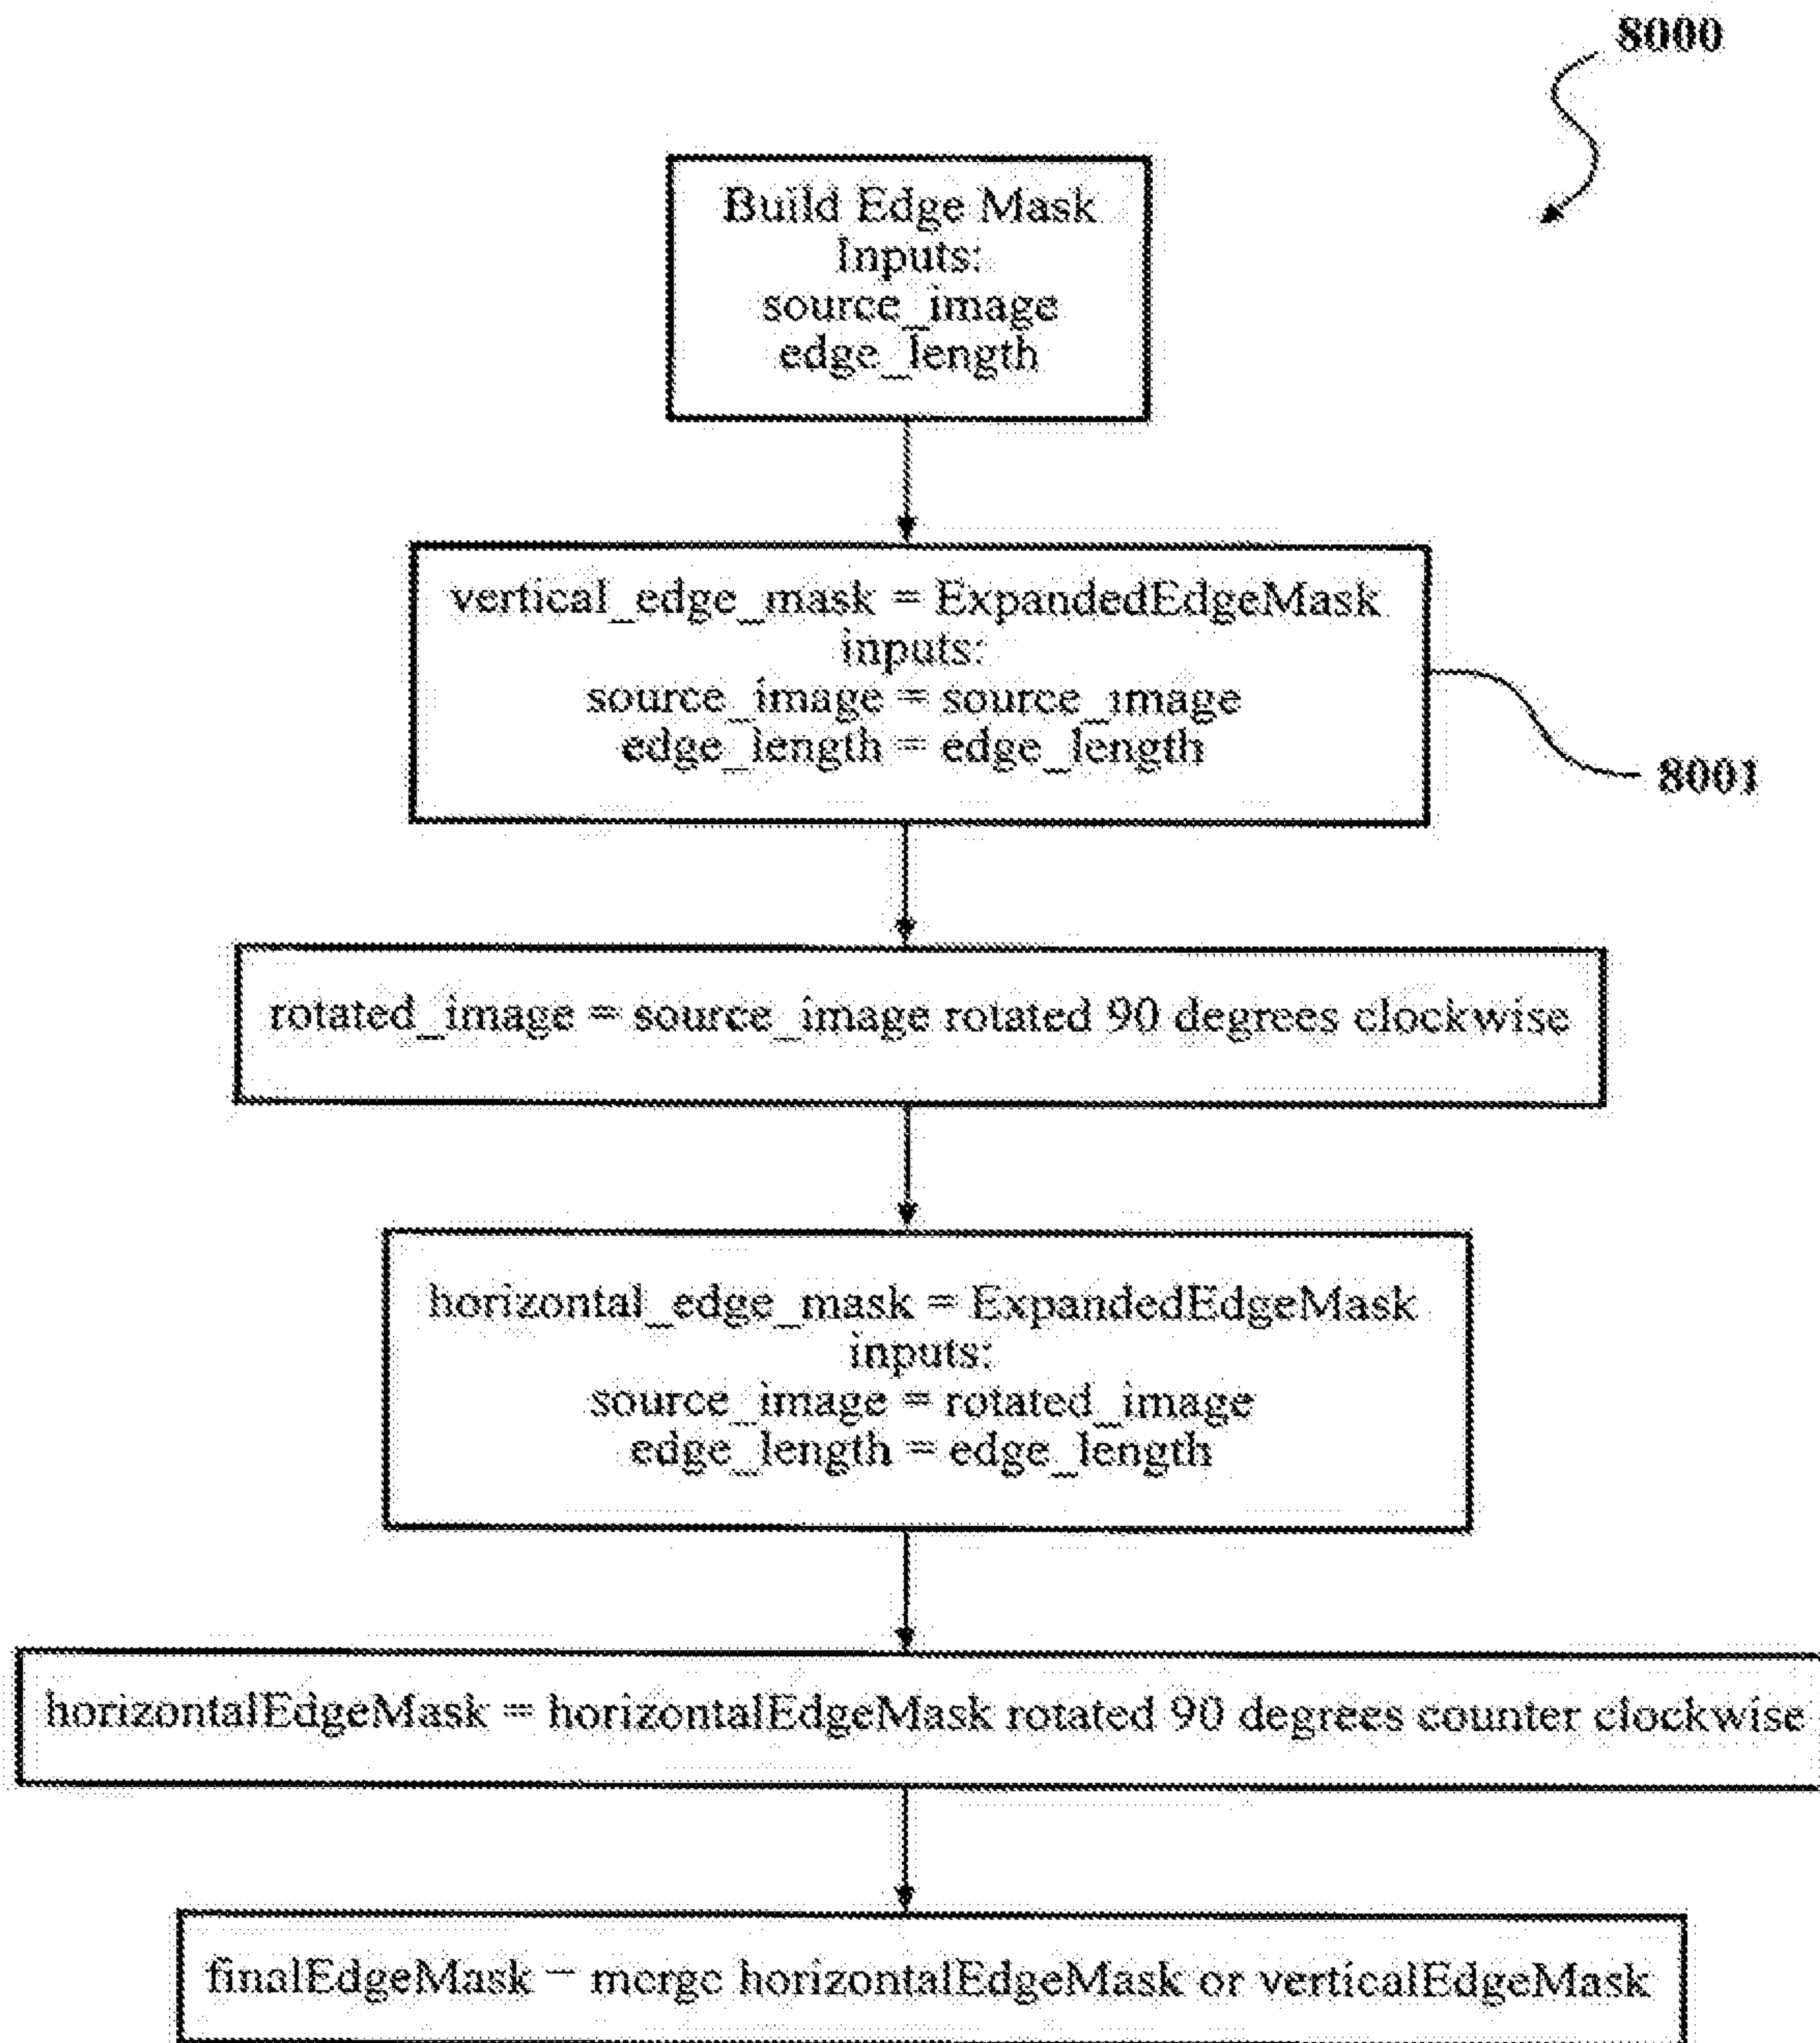 8000
Build Edge Mask
Inputs:
source_image
edge_length
vertical_edge_mask = ExpandedEdgeMask
inputs:
source_image = source_image
edge_length = edge_length
8001
rotated_image = source_image rotated 90 degrees clockwise
horizontal_edge_mask = ExpandedEdgeMask
inputs:
source_image = rotated_image
edge_length = edge_length
horizontalEdgeMask = horizontalEdgeMask rotated 90 degrees counter clockwise
finalEdgeMask = merge horizontalEdgeMask or verticalEdgeMask